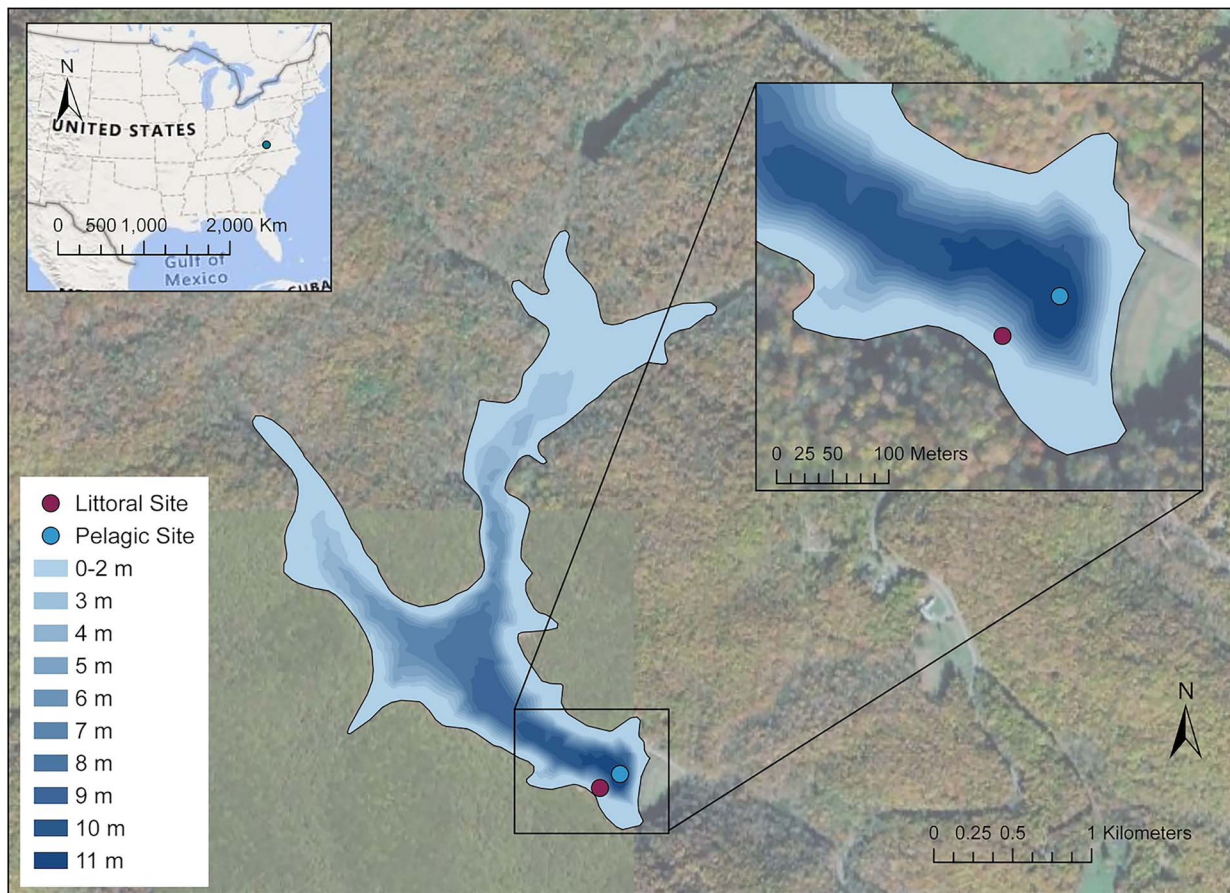 N
UNITED STATES
0 500 1,000 2,000 Km
Gulf of
Mexico
CUBA
0 25 50 100 Meters
Littoral Site
Pelagic Site
0-2 m
3 m
4 m
5 m
6 m
7 m
8 m
9 m
10 m
11 m
N
0 0.25 0.5 1 Kilometers